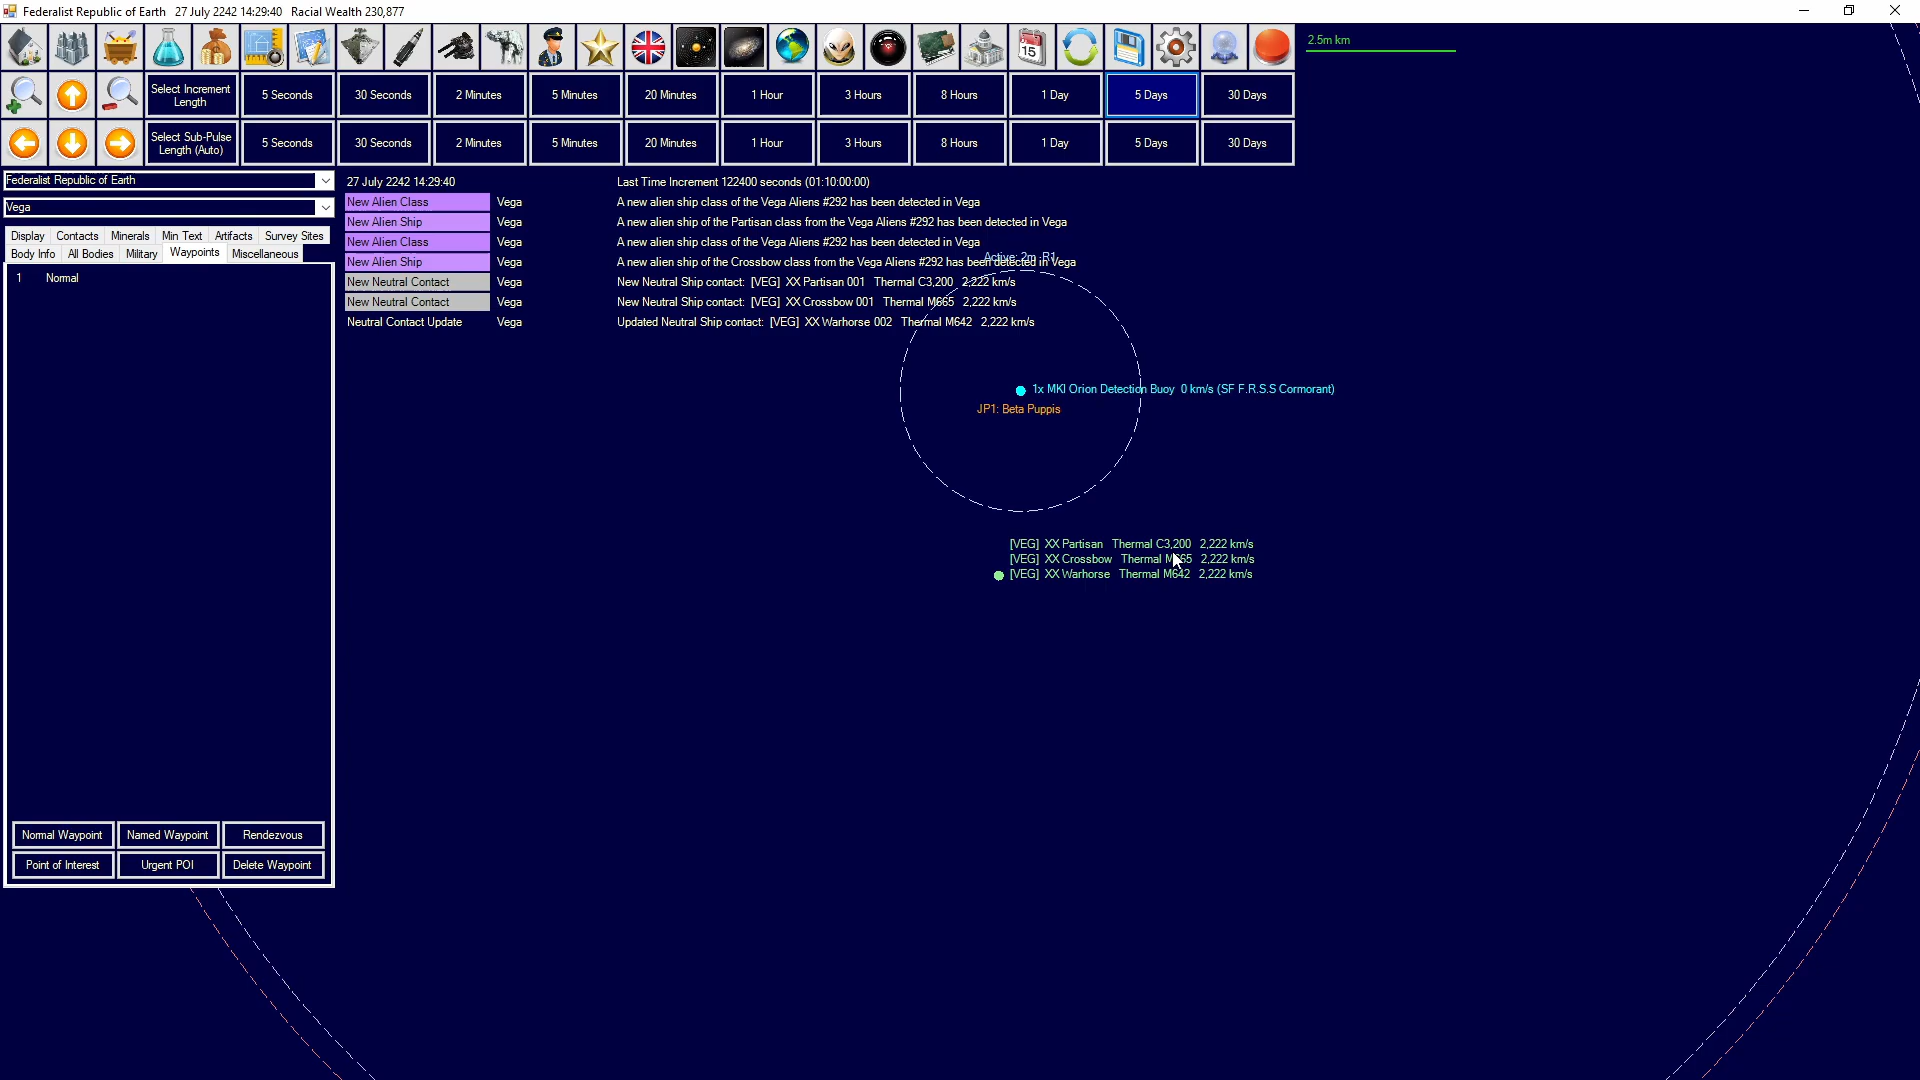 Federalist Republic of Earth   27 July 2242 14:29:40   Racial Wealth 230,877
2.5m km
15
Select Increment Length
5 Seconds
30 Seconds
2 Minutes
5 Minutes
20 Minutes
1 Hour
3 Hours
8 Hours
1 Day
5 Days
30 Days
Select Sub-Pulse Length (Auto)
5 Seconds
30 Seconds
2 Minutes
5 Minutes
20 Minutes
1 Hour
3 Hours
8 Hours
1 Day
5 Days
30 Days
Federalist Republic of Earth
Vega
Display   Contacts   Minerals   Min Text   Artifacts   Survey Sites
Body Info   All Bodies   Military   Waypoints   Miscellaneous
1   Normal
Normal Waypoint   Named Waypoint   Rendezvous
Point of Interest   Urgent POI   Delete Waypoint
27 July 2242 14:29:40   Last Time Increment 122400 seconds (01:10:00:00)
New Alien Class   Vega   A new alien ship class of the Vega Aliens #292 has been detected in Vega
New Alien Ship   Vega   A new alien ship of the Partisan class from the Vega Aliens #292 has been detected in Vega
New Alien Class   Vega   A new alien ship class of the Vega Aliens #292 has been detected in Vega
New Alien Ship   Vega   A new alien ship of the Crossbow class from the Vega Aliens #292 has been detected in Vega
New Neutral Contact   Vega   New Neutral Ship contact:  [VEG]  XX Partisan 001   Thermal C3,200   2,222 km/s
New Neutral Contact   Vega   New Neutral Ship contact:  [VEG]  XX Crossbow 001   Thermal M665   2,222 km/s
Neutral Contact Update   Vega   Updated Neutral Ship contact:  [VEG]  XX Warhorse 002   Thermal M642   2,222 km/s
Active: 2m  R1
1x MKI Orion Detection Buoy   0 km/s (SF F.R.S.S Cormorant)
JP1: Beta Puppis
[VEG]  XX Partisan   Thermal C3,200   2,222 km/s
[VEG]  XX Crossbow   Thermal M665   2,222 km/s
[VEG]  XX Warhorse   Thermal M642   2,222 km/s